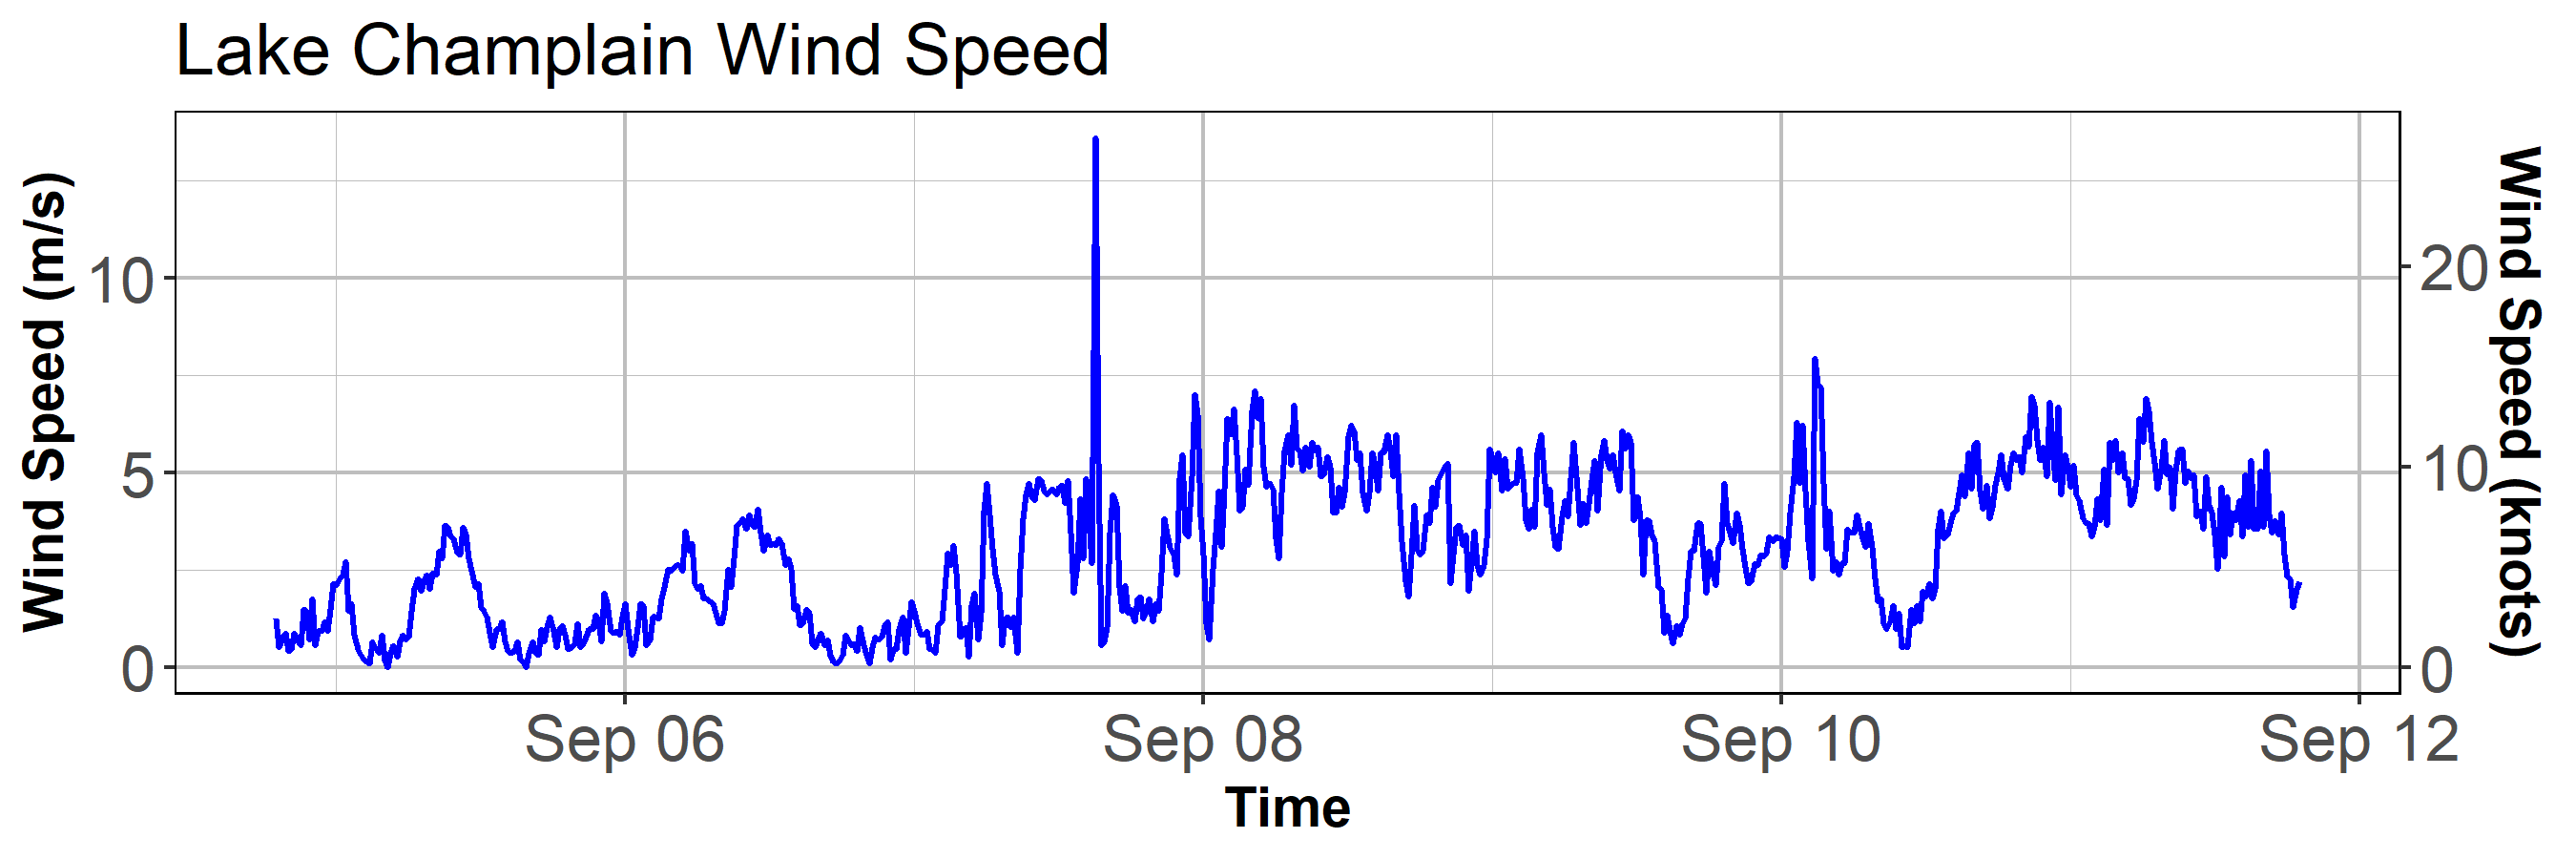 Lake Champlain Wind Speed
Wind Speed (m/s)
10
5
0
20
10
0
Wind Speed (knots)
Sep 06
Sep 08
Sep 10
Sep 12
Time